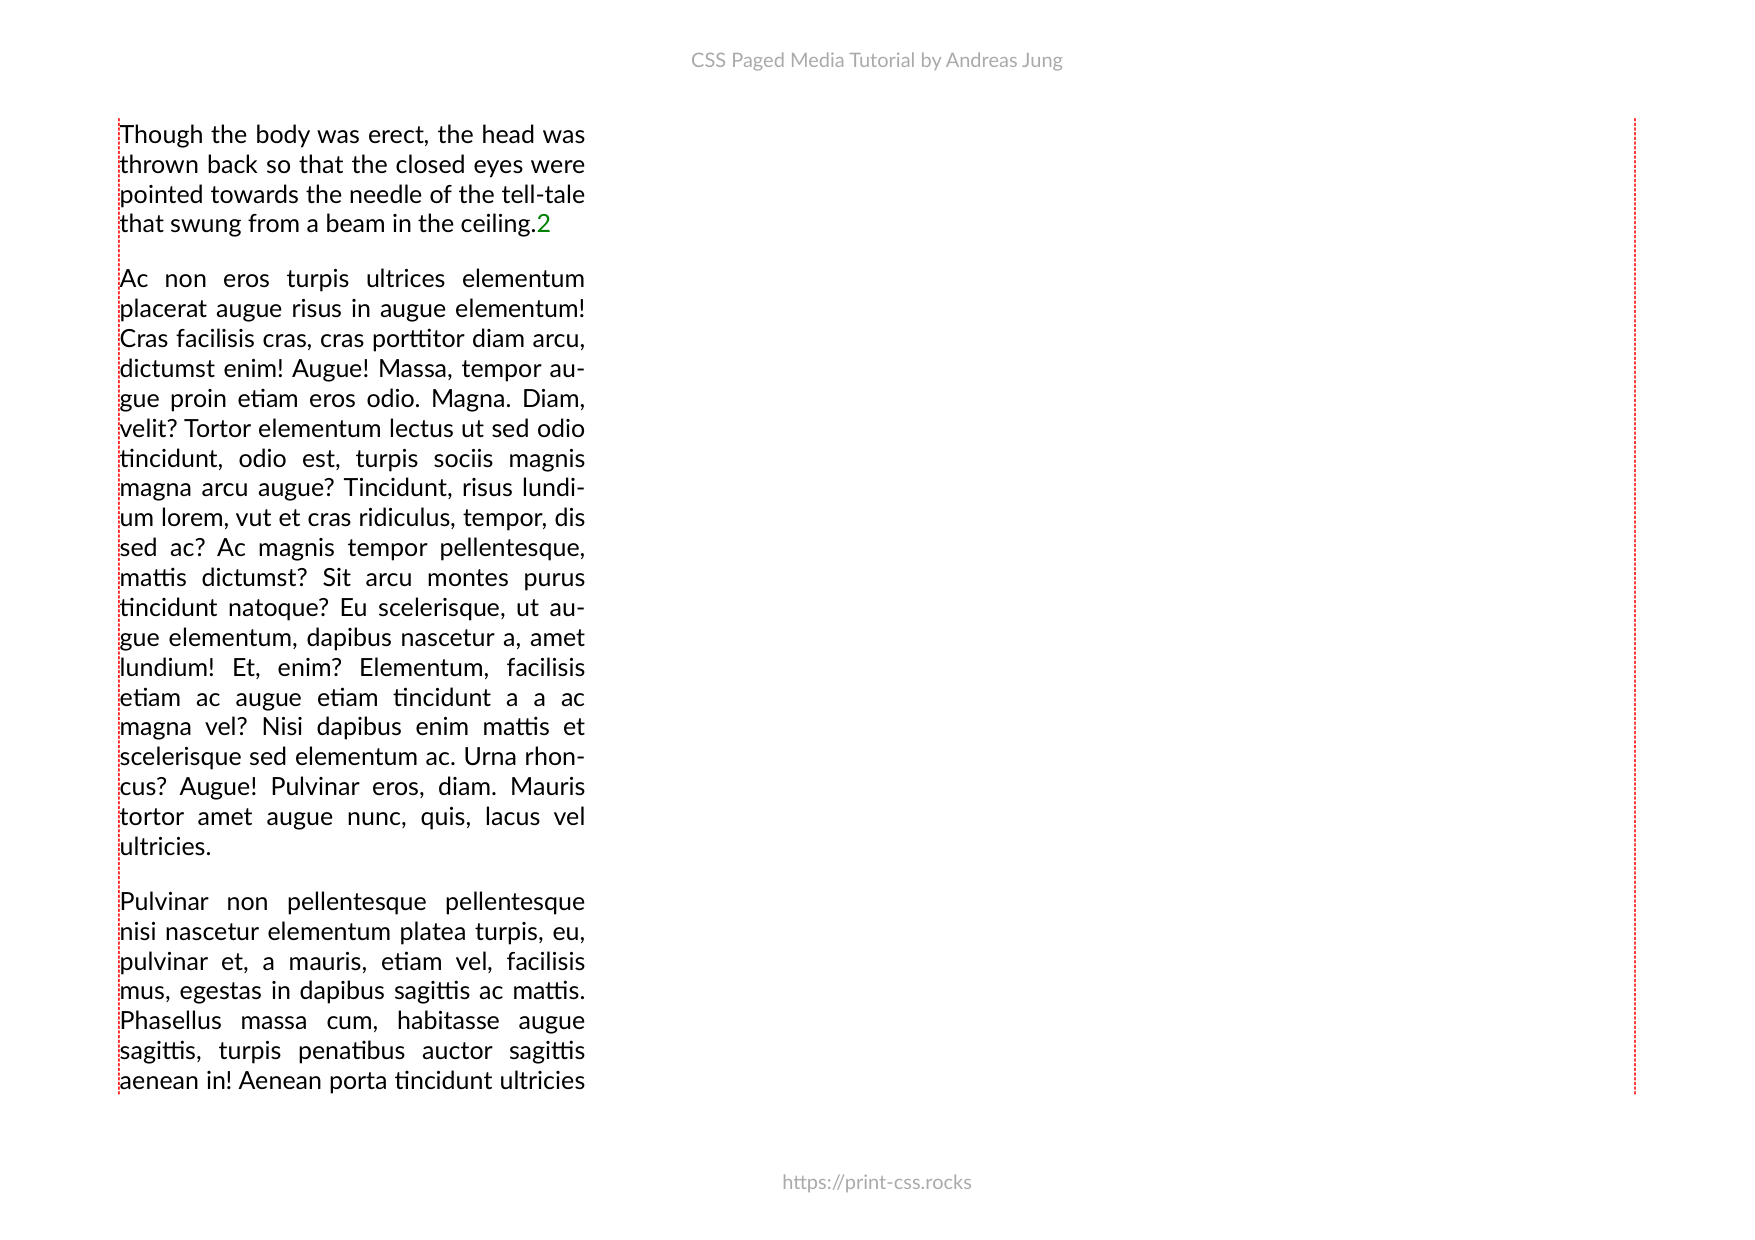 CSS Paged Media Tutorial by Andreas Jung
Though the body was erect, the head was
thrown back so that the closed eyes were
pointed towards the needle of the tell-tale
that swung from a beam in the ceiling.2
Ac non eros turpis ultrices elementum
placerat augue risus in augue elementum!
Cras facilisis cras, cras porttitor diam arcu,
dictumst enim! Augue! Massa, tempor au-
gue proin etiam eros odio. Magna. Diam,
velit? Tortor elementum lectus ut sed odio
tincidunt, odio est, turpis sociis magnis
magna arcu augue? Tincidunt, risus lundi-
um lorem, vut et cras ridiculus, tempor, dis
sed ac? Ac magnis tempor pellentesque,
mattis dictumst? Sit arcu montes purus
tincidunt natoque? Eu scelerisque, ut au-
gue elementum, dapibus nascetur a, amet
lundium! Et, enim? Elementum, facilisis
etiam ac augue etiam tincidunt a a ac
magna vel? Nisi dapibus enim mattis et
scelerisque sed elementum ac. Urna rhon-
cus? Augue! Pulvinar eros, diam. Mauris
tortor amet augue nunc, quis, lacus vel
ultricies.
Pulvinar non pellentesque pellentesque
nisi nascetur elementum platea turpis, eu,
pulvinar et, a mauris, etiam vel, facilisis
mus, egestas in dapibus sagittis ac mattis.
Phasellus massa cum, habitasse augue
sagittis, turpis penatibus auctor sagittis
aenean in! Aenean porta tincidunt ultricies
https://print-css.rocks